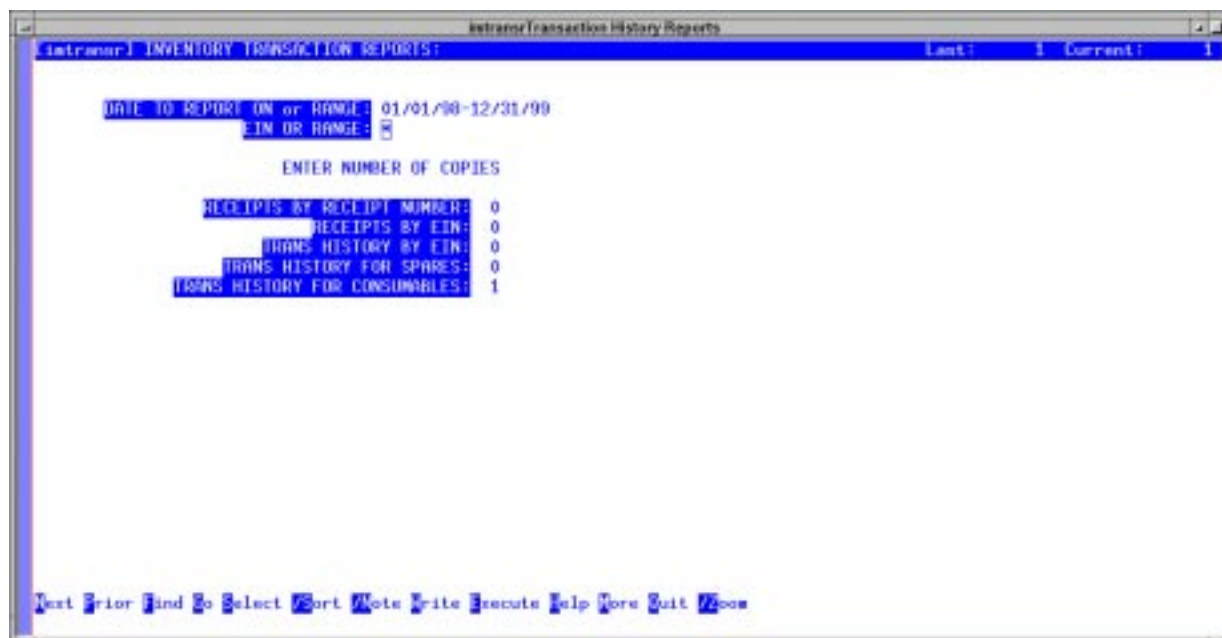 imtransrTransaction History Reports
[imtransr] INVENTORY TRANSACTION REPORTS: Last: 1 Current: 1
DATE TO REPORT ON or RANGE: 01/01/98-12/31/99
EIN OR RANGE: *
ENTER NUMBER OF COPIES
RECEIPTS BY RECEIPT NUMBER: 0
RECEIPTS BY EIN: 0
TRANS HISTORY BY EIN: 0
TRANS HISTORY FOR SPARES: 0
TRANS HISTORY FOR CONSUMABLES: 1
Next Prior Find Go Select /Sort /Note Write Execute Help More Quit /Zoom